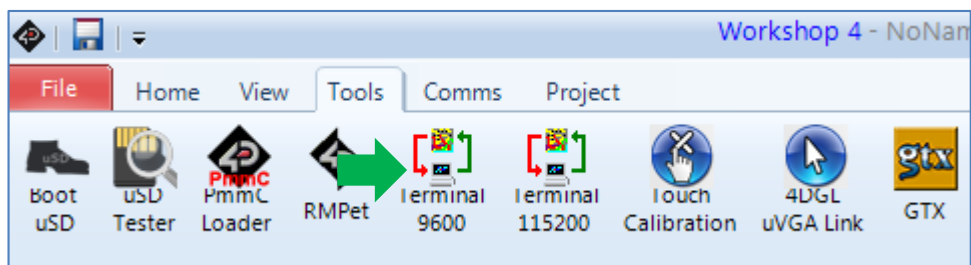 Workshop 4 - NoNam
File Home View Tools Comms Project
uSD
PmmC
gtx
Boot uSD Terminal Terminal Touch 4DGL
uSD Tester PmmC Loader RMPet 9600 115200 Calibration uVGA Link GTX